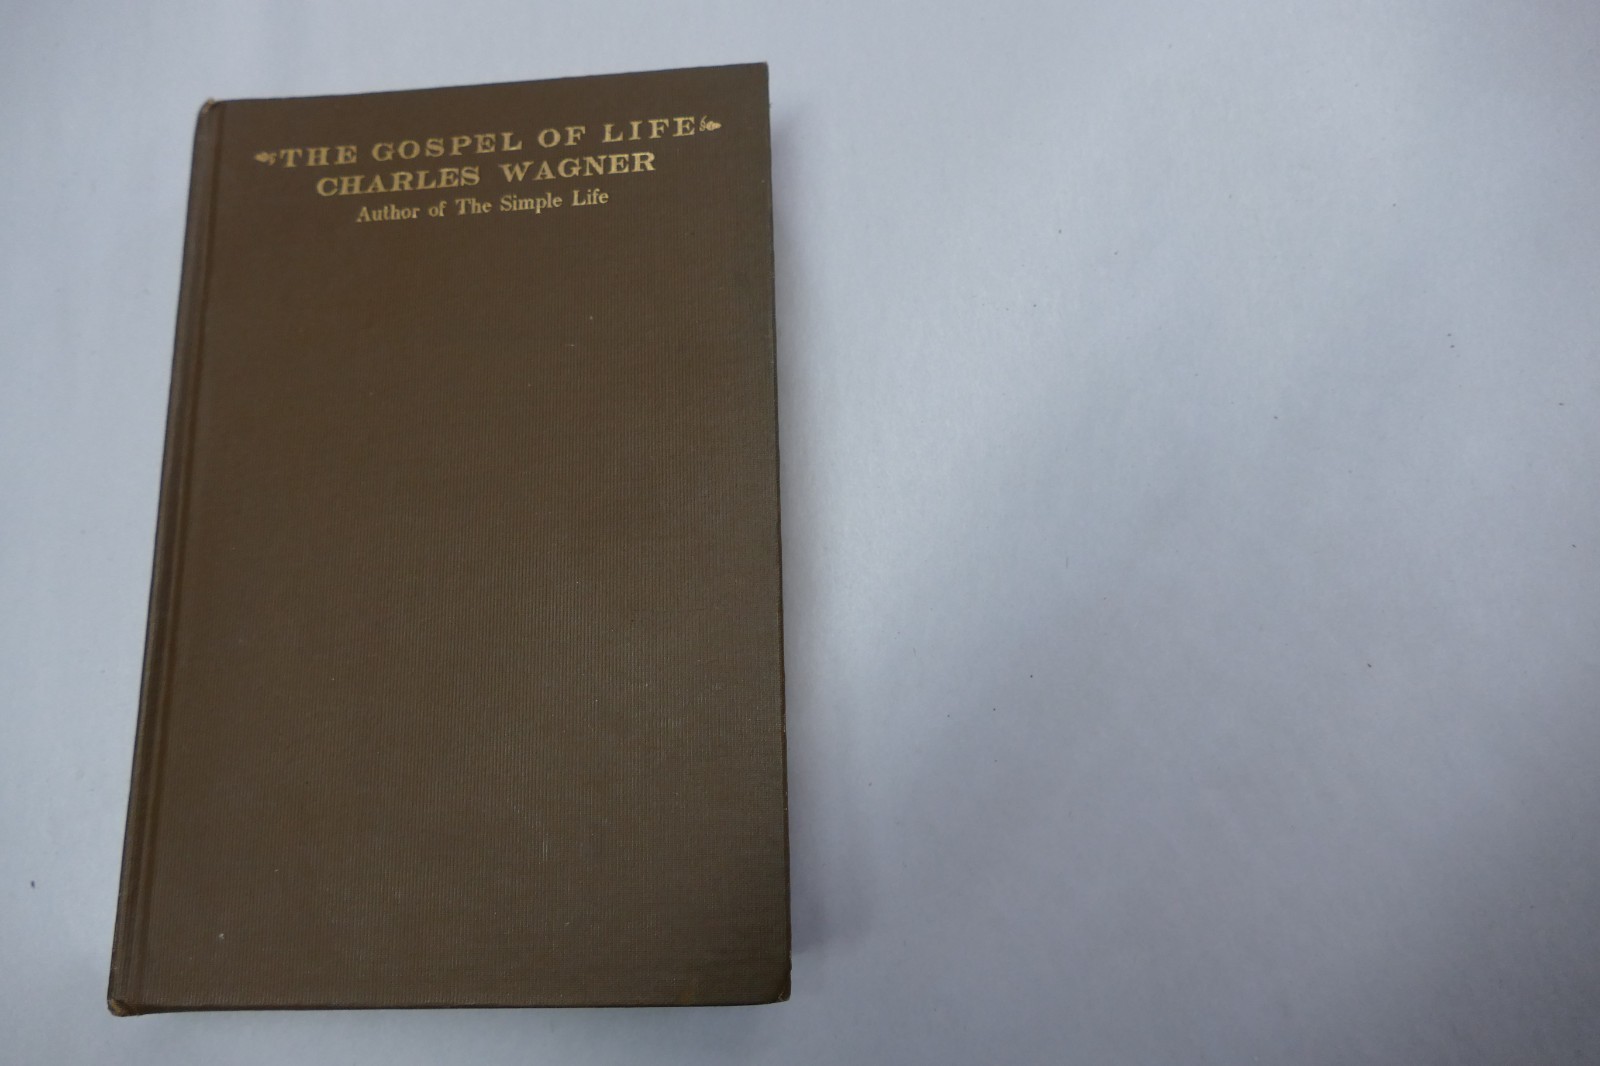 THE GOSPEL OF LIFE
CHARLES WAGNER
Author of The Simple Life